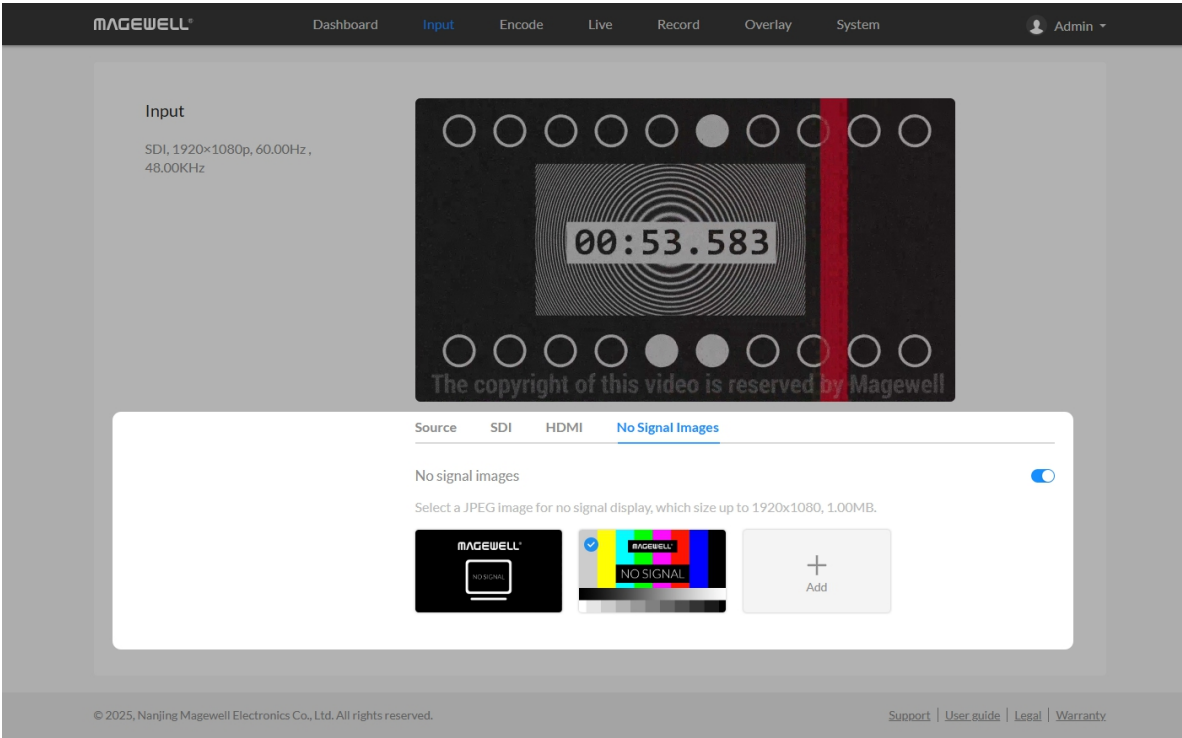 MAGEWELL®
Dashboard Input Encode Live Record Overlay System Admin
Input
SDI, 1920×1080p, 60.00Hz ,
48.00KHz
00:53.583
The copyright of this video is reserved by Magewell
Source SDI HDMI No Signal Images
No signal images
Select a JPEG image for no signal display, which size up to 1920x1080, 1.00MB.
MAGEWELL®
NO SIGNAL
MAGEWELL®
NO SIGNAL
Add
© 2025, Nanjing Magewell Electronics Co., Ltd. All rights reserved.
Support | User guide | Legal | Warranty